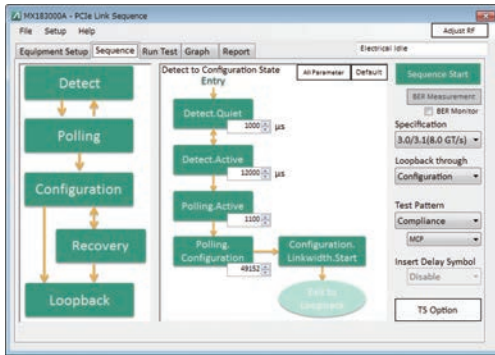 MX183000A - PCIe Link Sequence
File Setup Help
Adjust RF
Equipment Setup Sequence Run Test Graph Report
Electrical Idle
Detect
Polling
Configuration
Recovery
Loopback
Detect to Configuration State
All Parameter Default
Entry
Detect.Quiet
1000 µs
Detect.Active
12000 µs
Polling.Active
1100
Polling.
Configuration
49152
Configuration.
Linkwidth.Start
Exit to
Loopback
Sequence Start
BER Measurement
BER Monitor
Specification
3.0/3.1(8.0 GT/s)
Loopback through
Configuration
Test Pattern
Compliance
MCP
Insert Delay Symbol
Disable
TS Option